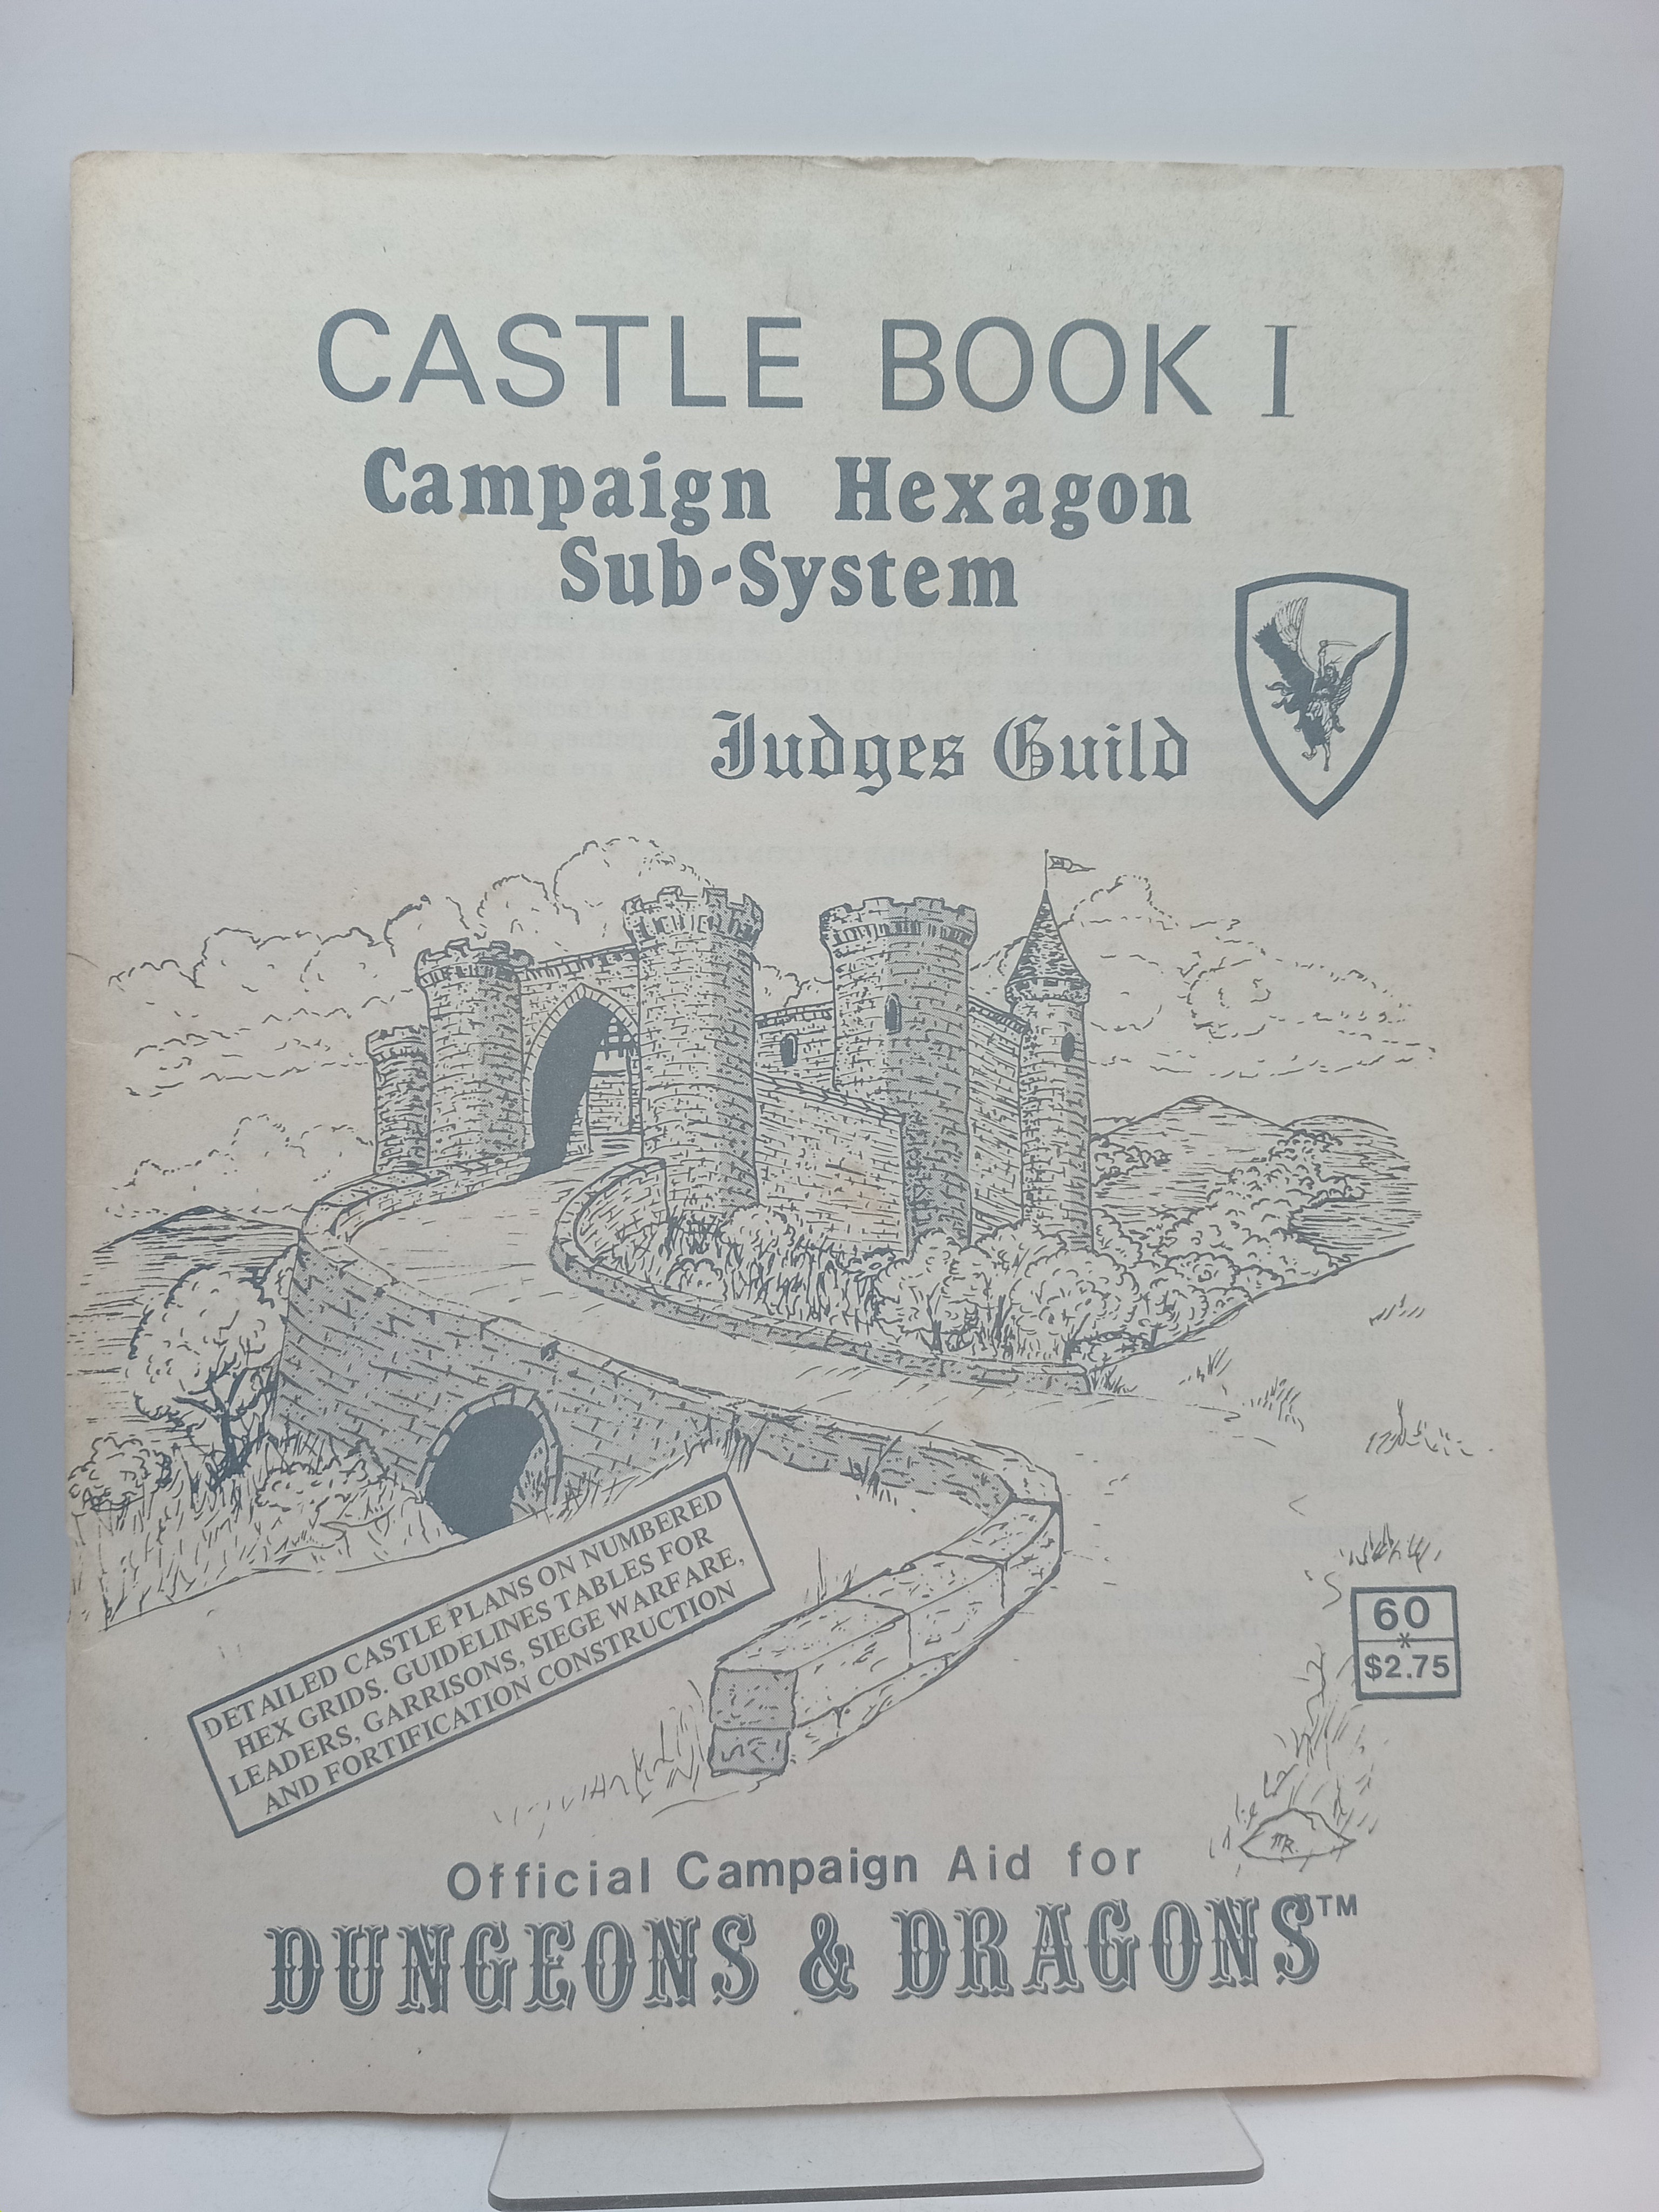 CASTLE BOOK I
Campaign Hexagon
Sub-System
Judges Guild
DETAILED CASTLE PLANS ON NUMBERED
HEX GRIDS. GUIDELINES TABLES FOR
LEADERS, GARRISONS, SIEGE WARFARE,
AND FORTIFICATION CONSTRUCTION
60
*
$2.75
Official Campaign Aid for
DUNGEONS & DRAGONS™